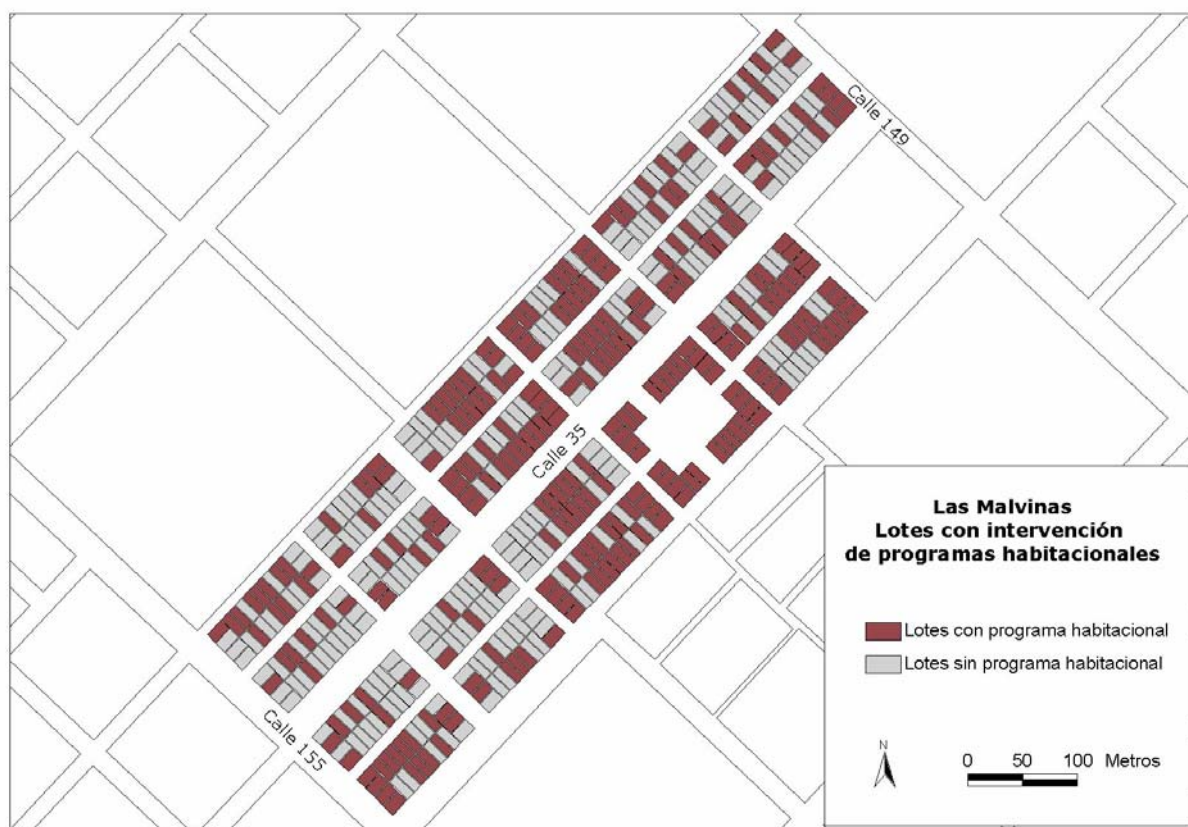 Calle 149
Calle 35
Calle 155
Las Malvinas
Lotes con intervención
de programas habitacionales
Lotes con programa habitacional
Lotes sin programa habitacional
N
0 50 100 Metros